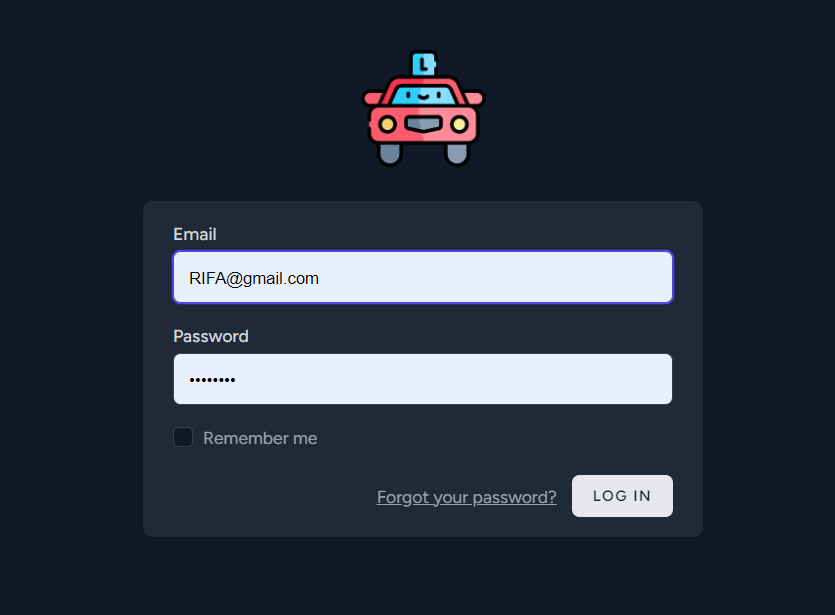 L
Email
RIFA@gmail.com
Password
••••••••
Remember me
Forgot your password?
LOG IN